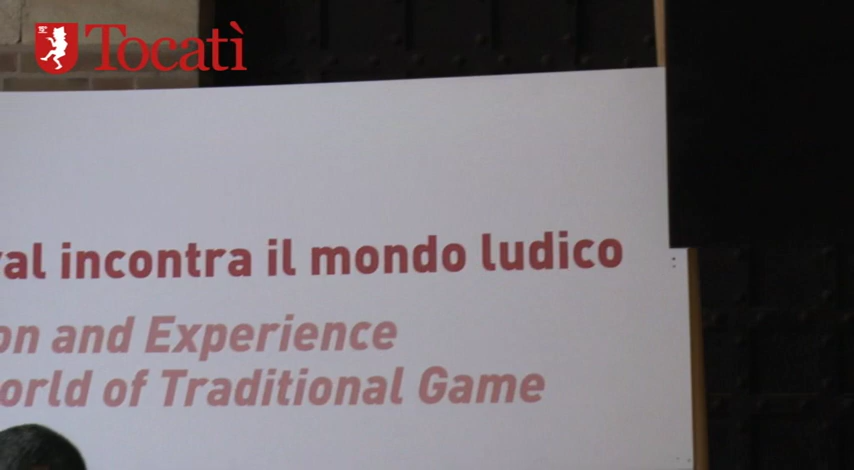 Tocatì
val incontra il mondo ludico
on and Experience
orld of Traditional Game